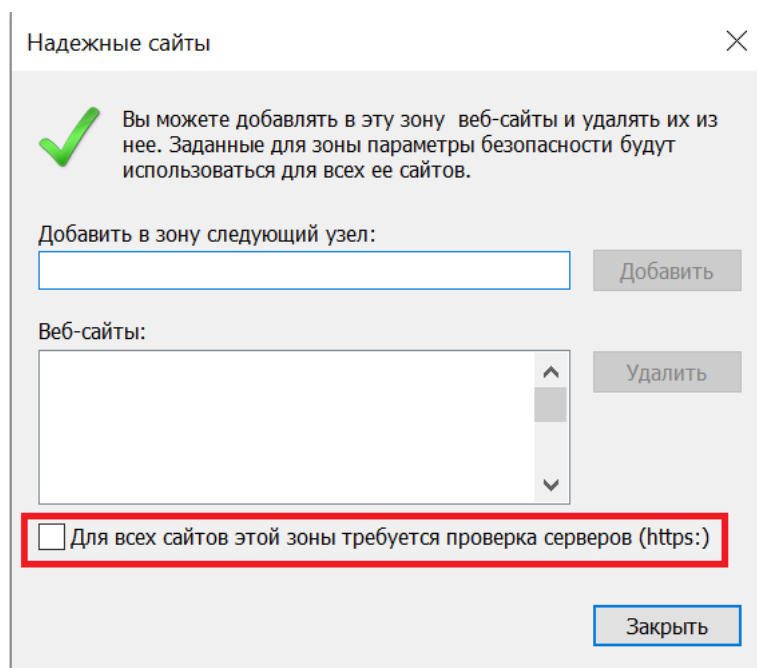 Надежные сайты
Вы можете добавлять в эту зону веб-сайты и удалять их из
нее. Заданные для зоны параметры безопасности будут
использоваться для всех ее сайтов.
Добавить в зону следующий узел:
Добавить
Веб-сайты:
Удалить
Для всех сайтов этой зоны требуется проверка серверов (https:)
Закрыть